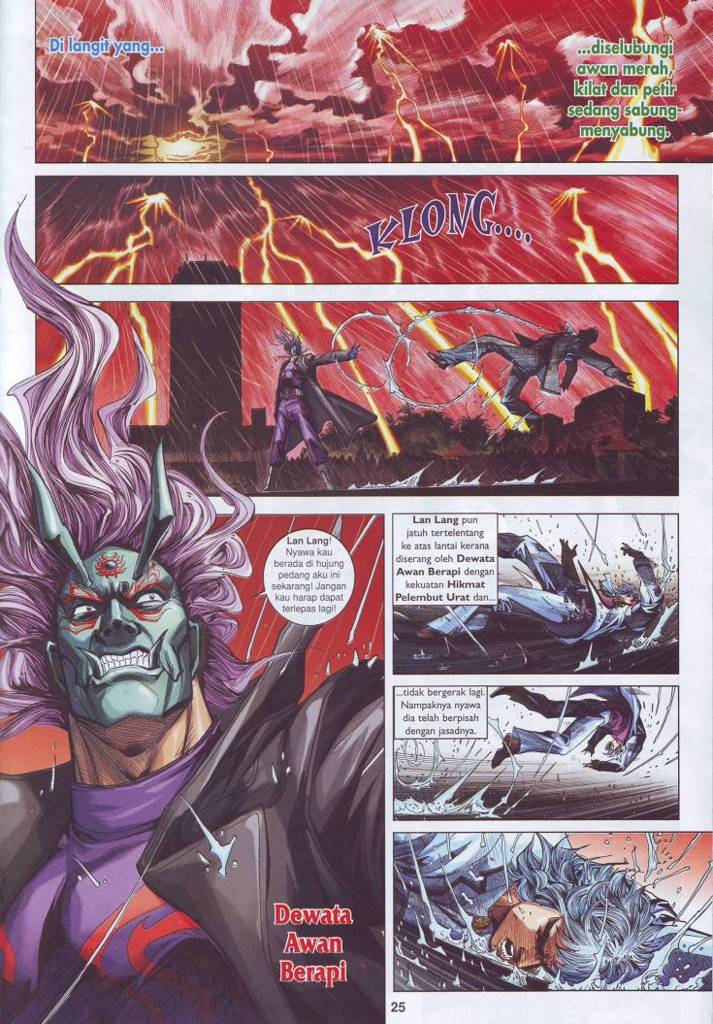 Di langit yang...
...diselubungi
awan merah,
kilat dan petir
sedang sabung-
menyabung.
KLONG....
Lan Lang!
Nyawa kau
berada di hujung
pedang aku ini
sekarang! Jangan
kau harap dapat
terlepas lagi!
Lan Lang pun
jatuh tertelentang
ke atas lantai kerana
diserang oleh Dewata
Awan Berapi dengan
kekuatan Hikmat
Pelembut Urat dan...
...tidak bergerak lagi.
Nampaknya nyawa
dia telah berpisah
dengan jasadnya.
Dewata
Awan
Berapi
25